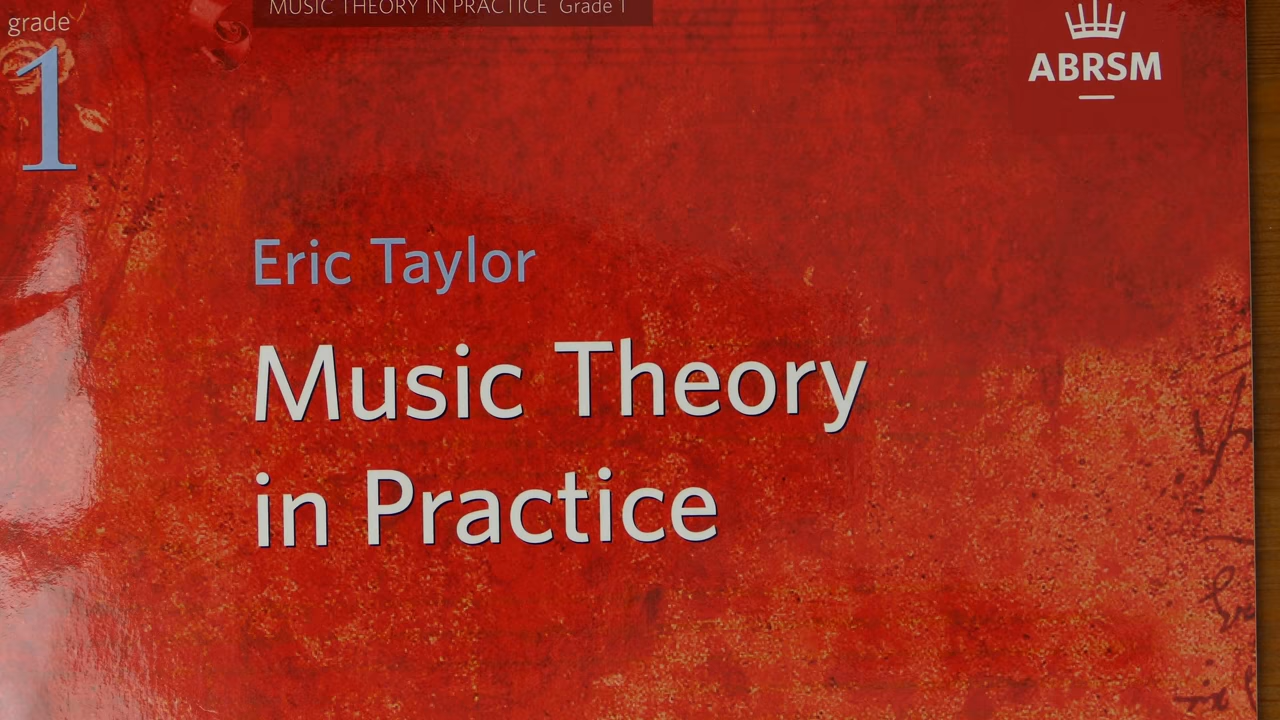 MUSIC THEORY IN PRACTICE Grade 1
grade
1
ABRSM
Eric Taylor
Music Theory
in Practice